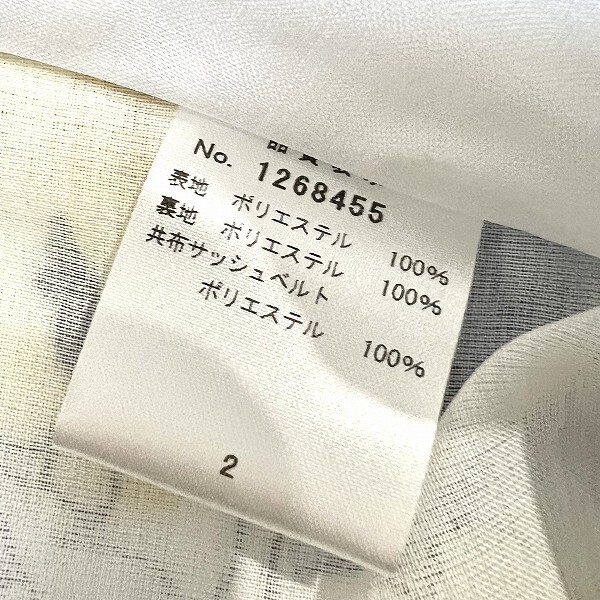 No. 1268455
表地 ポリエステル 100%
裏地 ポリエステル 100%
共布サッシュベルト
ポリエステル 100%
2